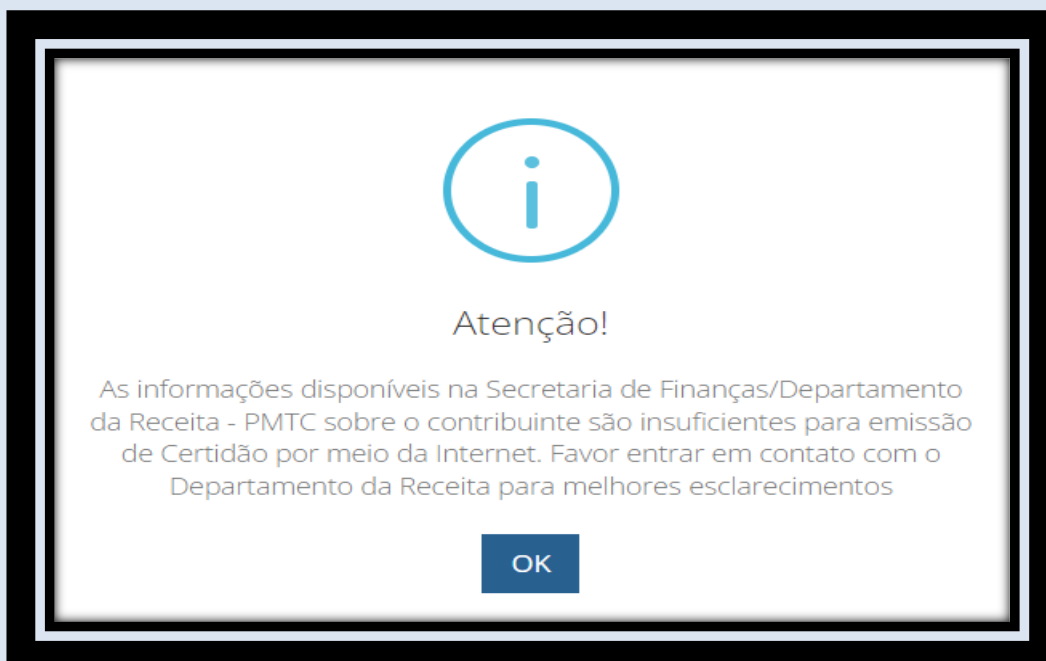 Atenção!
As informações disponíveis na Secretaria de Finanças/Departamento
da Receita - PMTC sobre o contribuinte são insuficientes para emissão
de Certidão por meio da Internet. Favor entrar em contato com o
Departamento da Receita para melhores esclarecimentos
OK